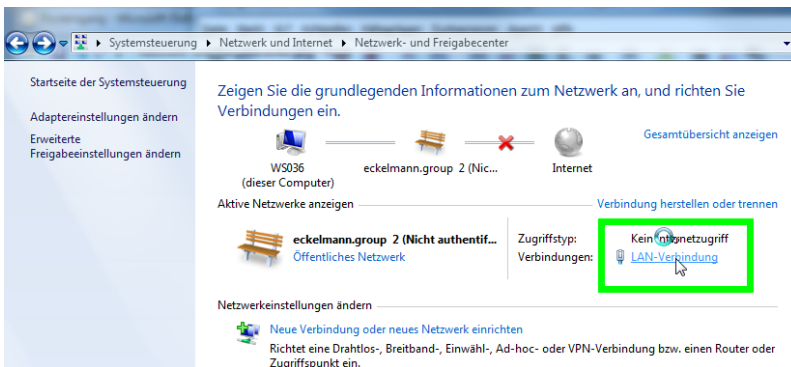 Systemsteuerung ▸ Netzwerk und Internet ▸ Netzwerk- und Freigabecenter
Startseite der Systemsteuerung
Adaptereinstellungen ändern
Erweiterte
Freigabeeinstellungen ändern
Zeigen Sie die grundlegenden Informationen zum Netzwerk an, und richten Sie
Verbindungen ein.
Gesamtübersicht anzeigen
WS036 eckelmann.group 2 (Nic... Internet
(dieser Computer)
Aktive Netzwerke anzeigen Verbindung herstellen oder trennen
eckelmann.group 2 (Nicht authentif... Zugriffstyp: Kein Internetzugriff
Öffentliches Netzwerk Verbindungen: LAN-Verbindung
Netzwerkeinstellungen ändern
Neue Verbindung oder neues Netzwerk einrichten
Richtet eine Drahtlos-, Breitband-, Einwähl-, Ad-hoc- oder VPN-Verbindung bzw. einen Router oder
Zugriffspunkt ein.